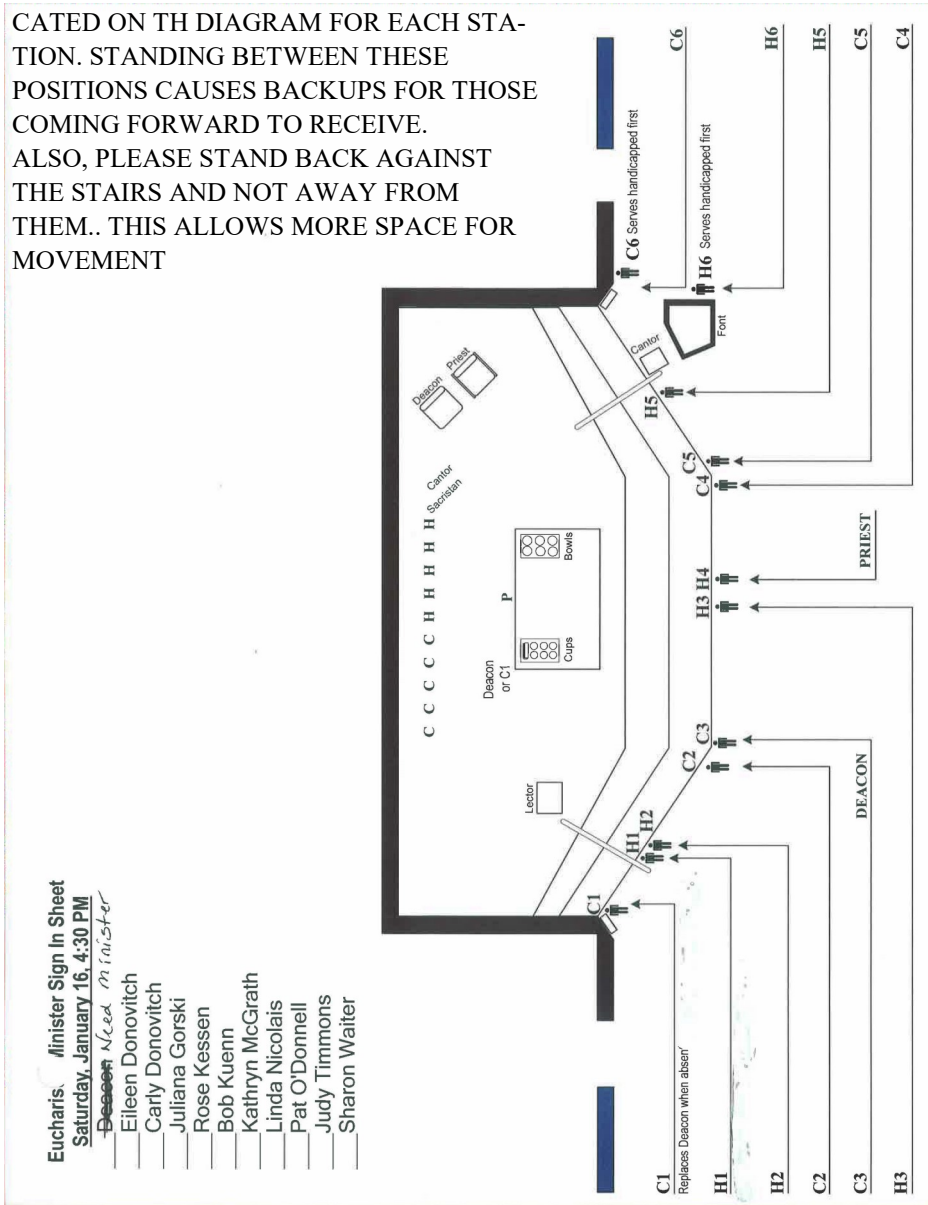 CATED ON TH DIAGRAM FOR EACH STA-
TION. STANDING BETWEEN THESE
POSITIONS CAUSES BACKUPS FOR THOSE
COMING FORWARD TO RECEIVE.
ALSO, PLEASE STAND BACK AGAINST
THE STAIRS AND NOT AWAY FROM
THEM.. THIS ALLOWS MORE SPACE FOR
MOVEMENT
Eucharis Minister Sign In Sheet
Saturday, January 16, 4:30 PM
Deacon Need Minister
Eileen Donovitch
Carly Donovitch
Juliana Gorski
Rose Kessen
Bob Kuenn
Kathryn McGrath
Linda Nicolais
Pat O'Donnell
Judy Timmons
Sharon Waiter
Deacon
Priest
C C C C C H H H H H
Sacristan
Cantor
Deacon
or C1
P
Cups
Bowls
Lector
Cantor
Font
C1
H1
H2
C2
C3
H3
H4
C4
C5
H5
C6 Serves handicapped first
H6 Serves handicapped first
C1
Replaces Deacon when absen'
H1
H2
C2
C3
H3
DEACON
PRIEST
C6
H6
H5
C5
C4